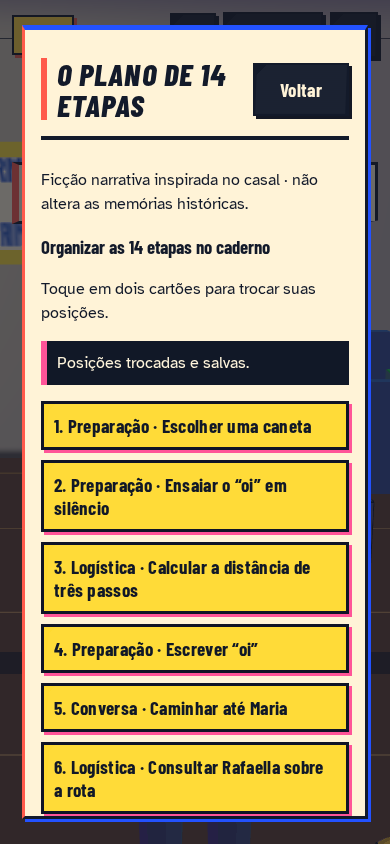 O PLANO DE 14
ETAPAS
Voltar
Ficção narrativa inspirada no casal · não
altera as memórias históricas.
Organizar as 14 etapas no caderno
Toque em dois cartões para trocar suas
posições.
Posições trocadas e salvas.
1. Preparação · Escolher uma caneta
2. Preparação · Ensaiar o “oi” em
silêncio
3. Logística · Calcular a distância de
três passos
4. Preparação · Escrever “oi”
5. Conversa · Caminhar até Maria
6. Logística · Consultar Rafaella sobre
a rota